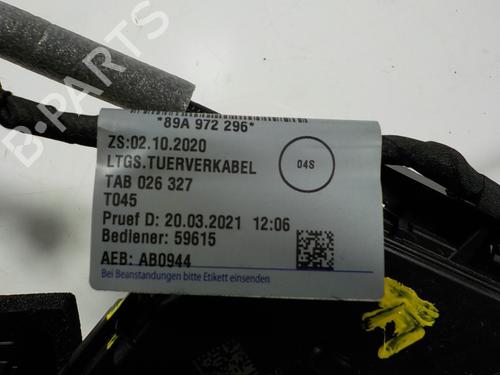 *89A 972 296*
ZS:02.10.2020
LTGS.TUERVERKABEL
04S
TAB 026 327
T045
Pruef D: 20.03.2021 12:06
Bediener: 59615
AEB: AB0944
Bei Beanstandungen bitte Etikett einsenden
B-PARTS